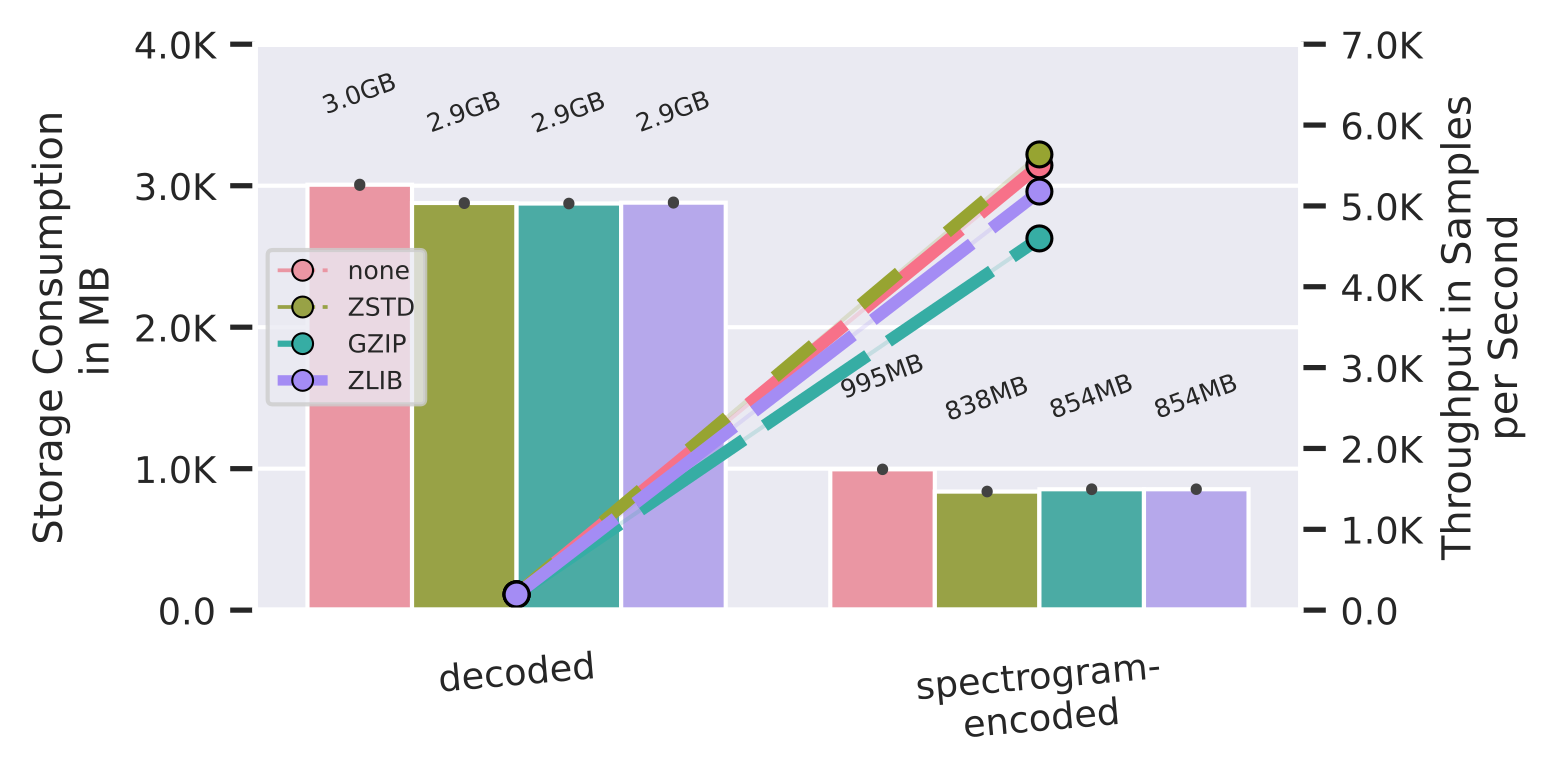 Storage Consumption
in MB
4.0K
3.0K
2.0K
1.0K
0.0
3.0GB
2.9GB
2.9GB
2.9GB
none
ZSTD
GZIP
ZLIB
995MB
838MB
854MB
854MB
7.0K
6.0K
5.0K
4.0K
3.0K
2.0K
1.0K
0.0
Throughput in Samples
per Second
decoded
spectrogram-
encoded